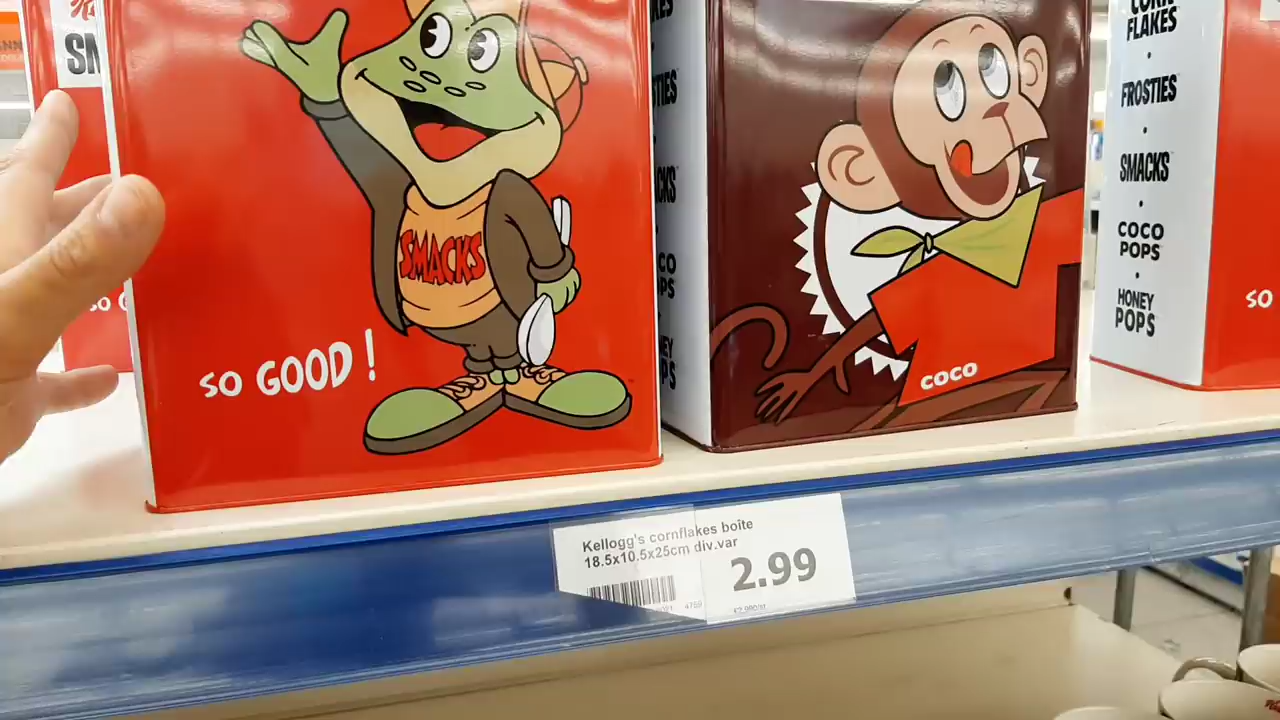 SMACKS
SO GOOD!
COCO
CORN
FLAKES
•
FROSTIES
•
SMACKS
•
COCO
POPS
•
HONEY
POPS
SO
Kellogg's cornflakes boîte
18.5x10.5x25cm div.var
2.99
4769